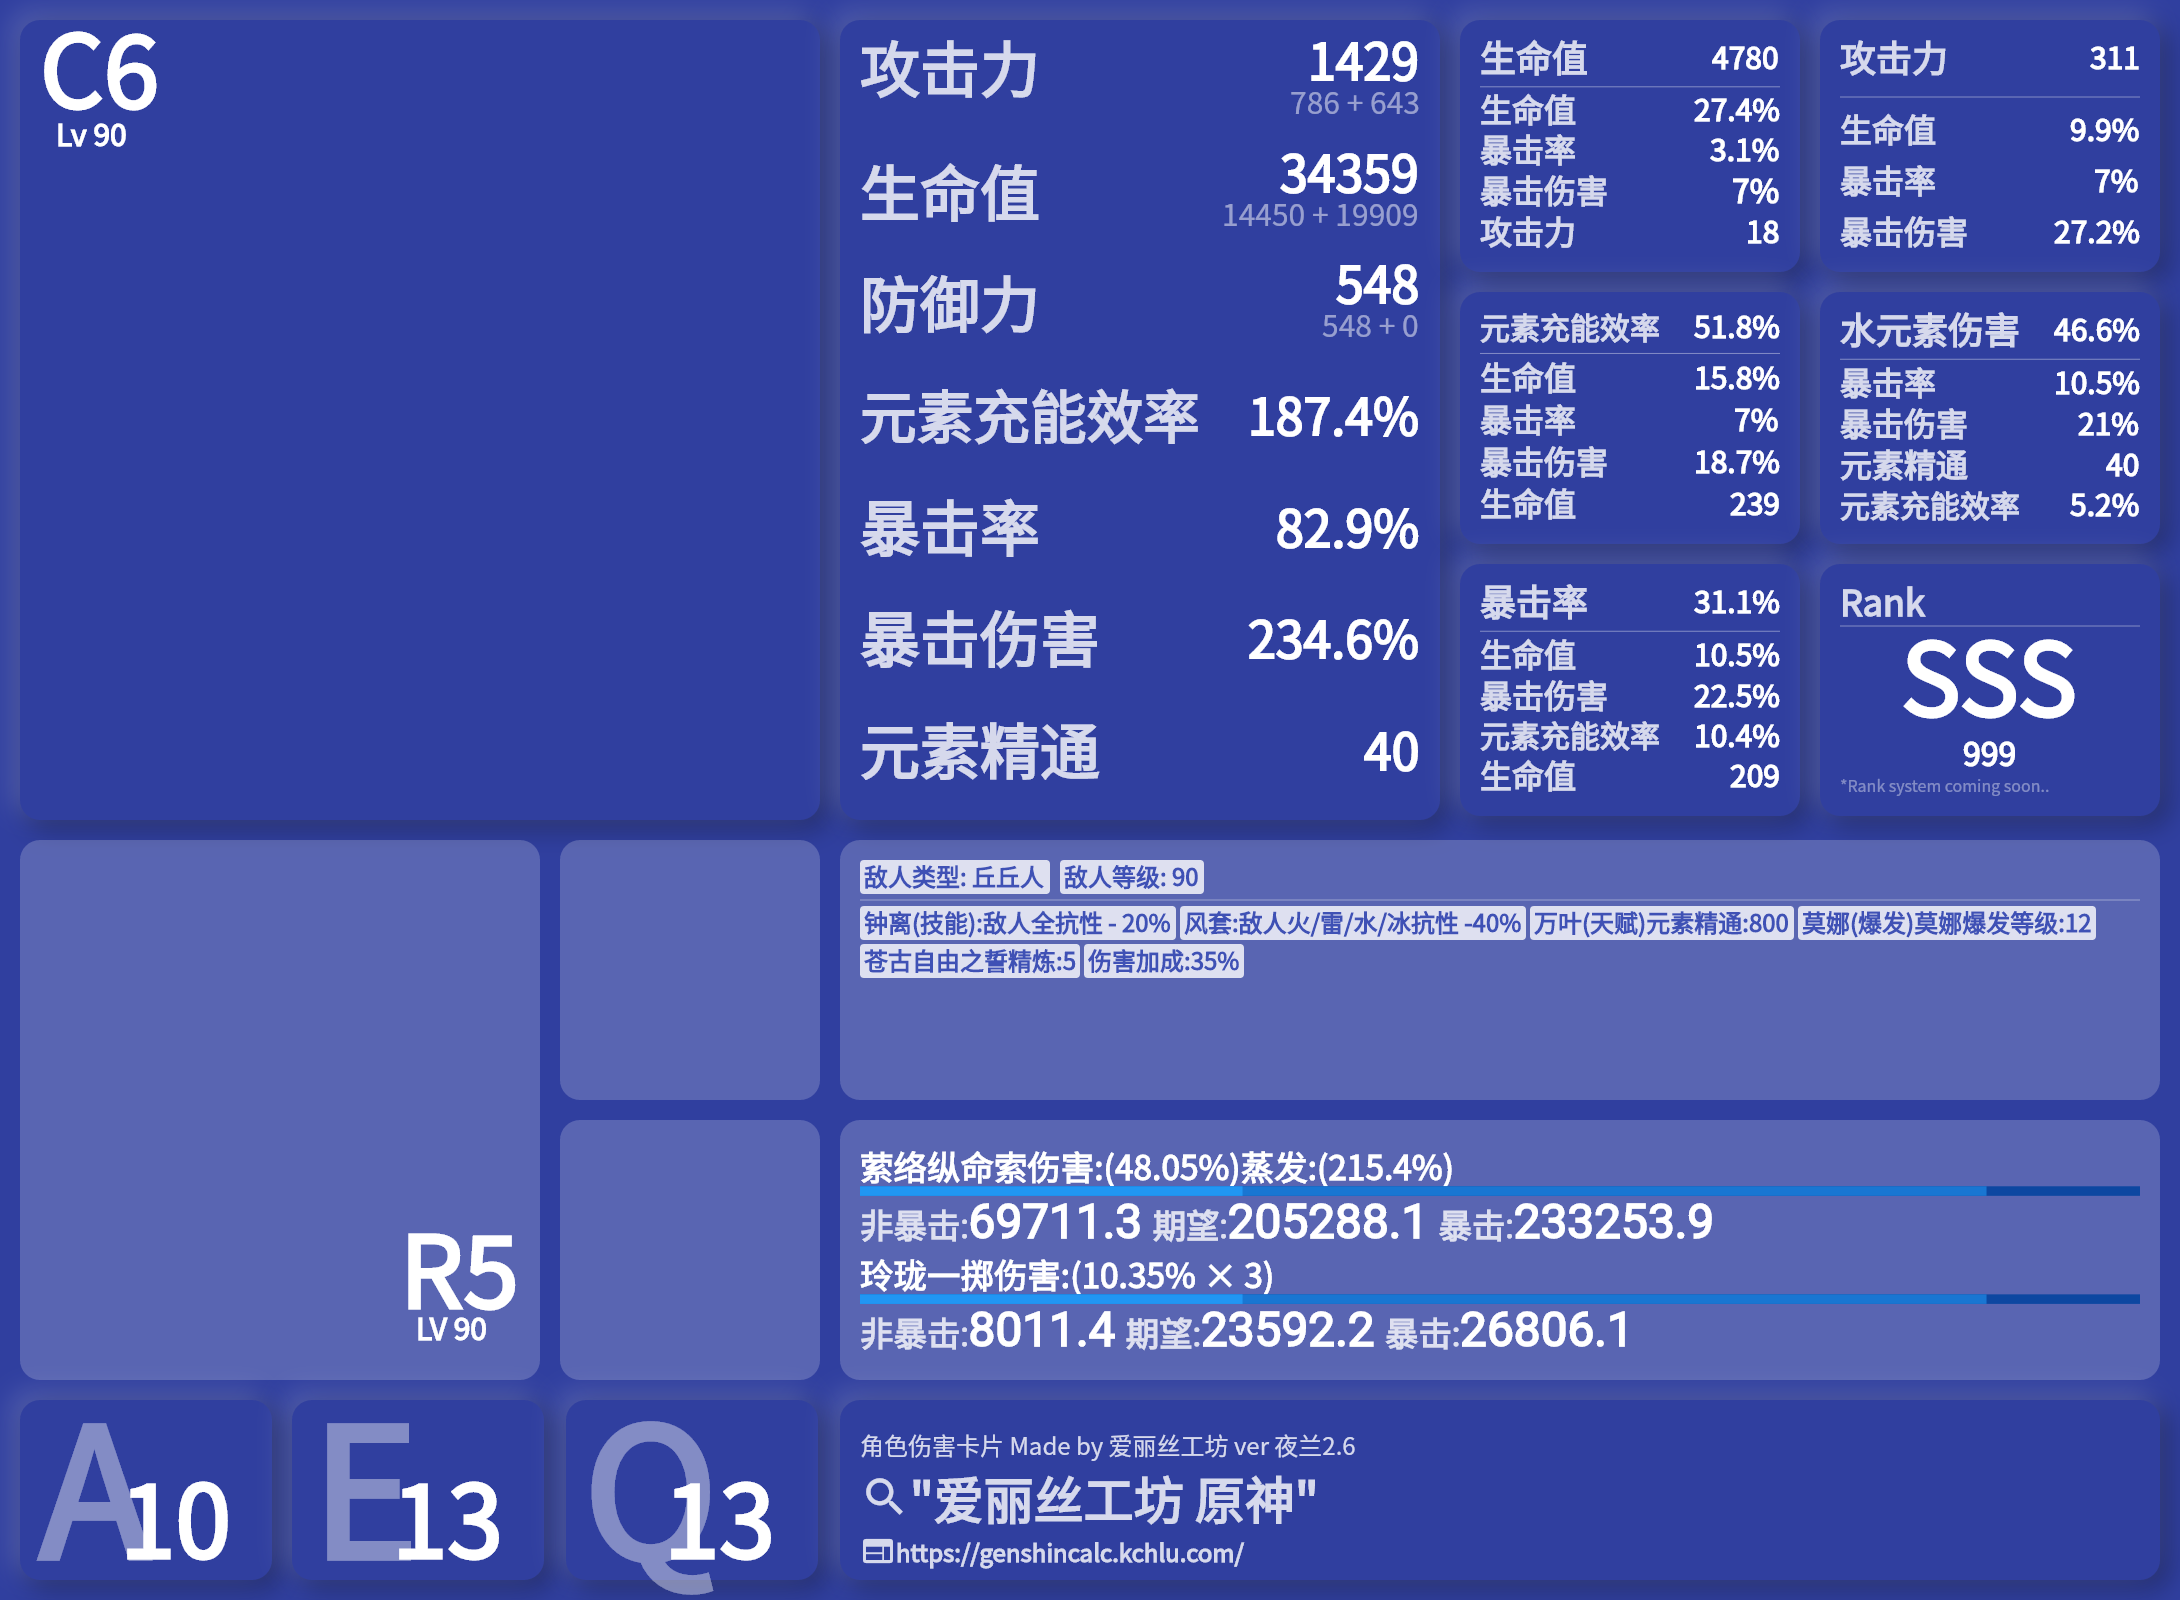 C6
Lv 90
攻击力 1429
786 + 643
生命值 34359
14450 + 19909
防御力 548
548 + 0
元素充能效率 187.4%
暴击率 82.9%
暴击伤害 234.6%
元素精通 40
生命值 4780
生命值 27.4%
暴击率 3.1%
暴击伤害 7%
攻击力 18
攻击力 311
生命值 9.9%
暴击率 7%
暴击伤害 27.2%
元素充能效率 51.8%
生命值 15.8%
暴击率 7%
暴击伤害 18.7%
生命值 239
水元素伤害 46.6%
暴击率 10.5%
暴击伤害 21%
元素精通 40
元素充能效率 5.2%
暴击率 31.1%
生命值 10.5%
暴击伤害 22.5%
元素充能效率 10.4%
生命值 209
Rank
SSS
999
*Rank system coming soon..
R5
LV 90
敌人类型: 丘丘人 敌人等级: 90
钟离(技能):敌人全抗性 - 20% 风套:敌人火/雷/水/冰抗性 -40% 万叶(天赋)元素精通:800 莫娜(爆发)莫娜爆发等级:12
苍古自由之誓精炼:5 伤害加成:35%
萦络纵命索伤害:(48.05%)蒸发:(215.4%)
非暴击:69711.3 期望:205288.1 暴击:233253.9
玲珑一掷伤害:(10.35% × 3)
非暴击:8011.4 期望:23592.2 暴击:26806.1
A 10
E 13
Q 13
角色伤害卡片 Made by 爱丽丝工坊 ver 夜兰2.6
"爱丽丝工坊 原神"
https://genshincalc.kchlu.com/